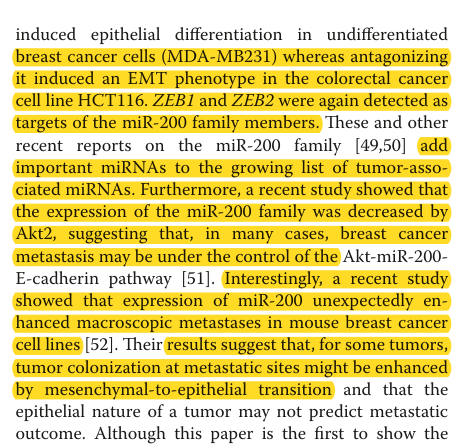 induced epithelial differentiation in undifferentiated
breast cancer cells (MDA-MB231) whereas antagonizing
it induced an EMT phenotype in the colorectal cancer
cell line HCT116. ZEB1 and ZEB2 were again detected as
targets of the miR-200 family members. These and other
recent reports on the miR-200 family [49,50] add
important miRNAs to the growing list of tumor-asso-
ciated miRNAs. Furthermore, a recent study showed that
the expression of the miR-200 family was decreased by
Akt2, suggesting that, in many cases, breast cancer
metastasis may be under the control of the Akt-miR-200-
E-cadherin pathway [51]. Interestingly, a recent study
showed that expression of miR-200 unexpectedly en-
hanced macroscopic metastases in mouse breast cancer
cell lines [52]. Their results suggest that, for some tumors,
tumor colonization at metastatic sites might be enhanced
by mesenchymal-to-epithelial transition and that the
epithelial nature of a tumor may not predict metastatic
outcome. Although this paper is the first to show the